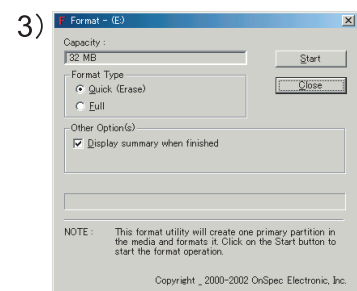 3)
F Format - (E:)
Capacity :
32 MB
Start
Format Type
Quick (Erase)
Close
Full
Other Option(s)
Display summary when finished
NOTE : This format utility will create one primary partition in
the media and formats it. Click on the Start button to
start the format operation.
Copyright _ 2000-2002 OnSpec Electronic, Inc.